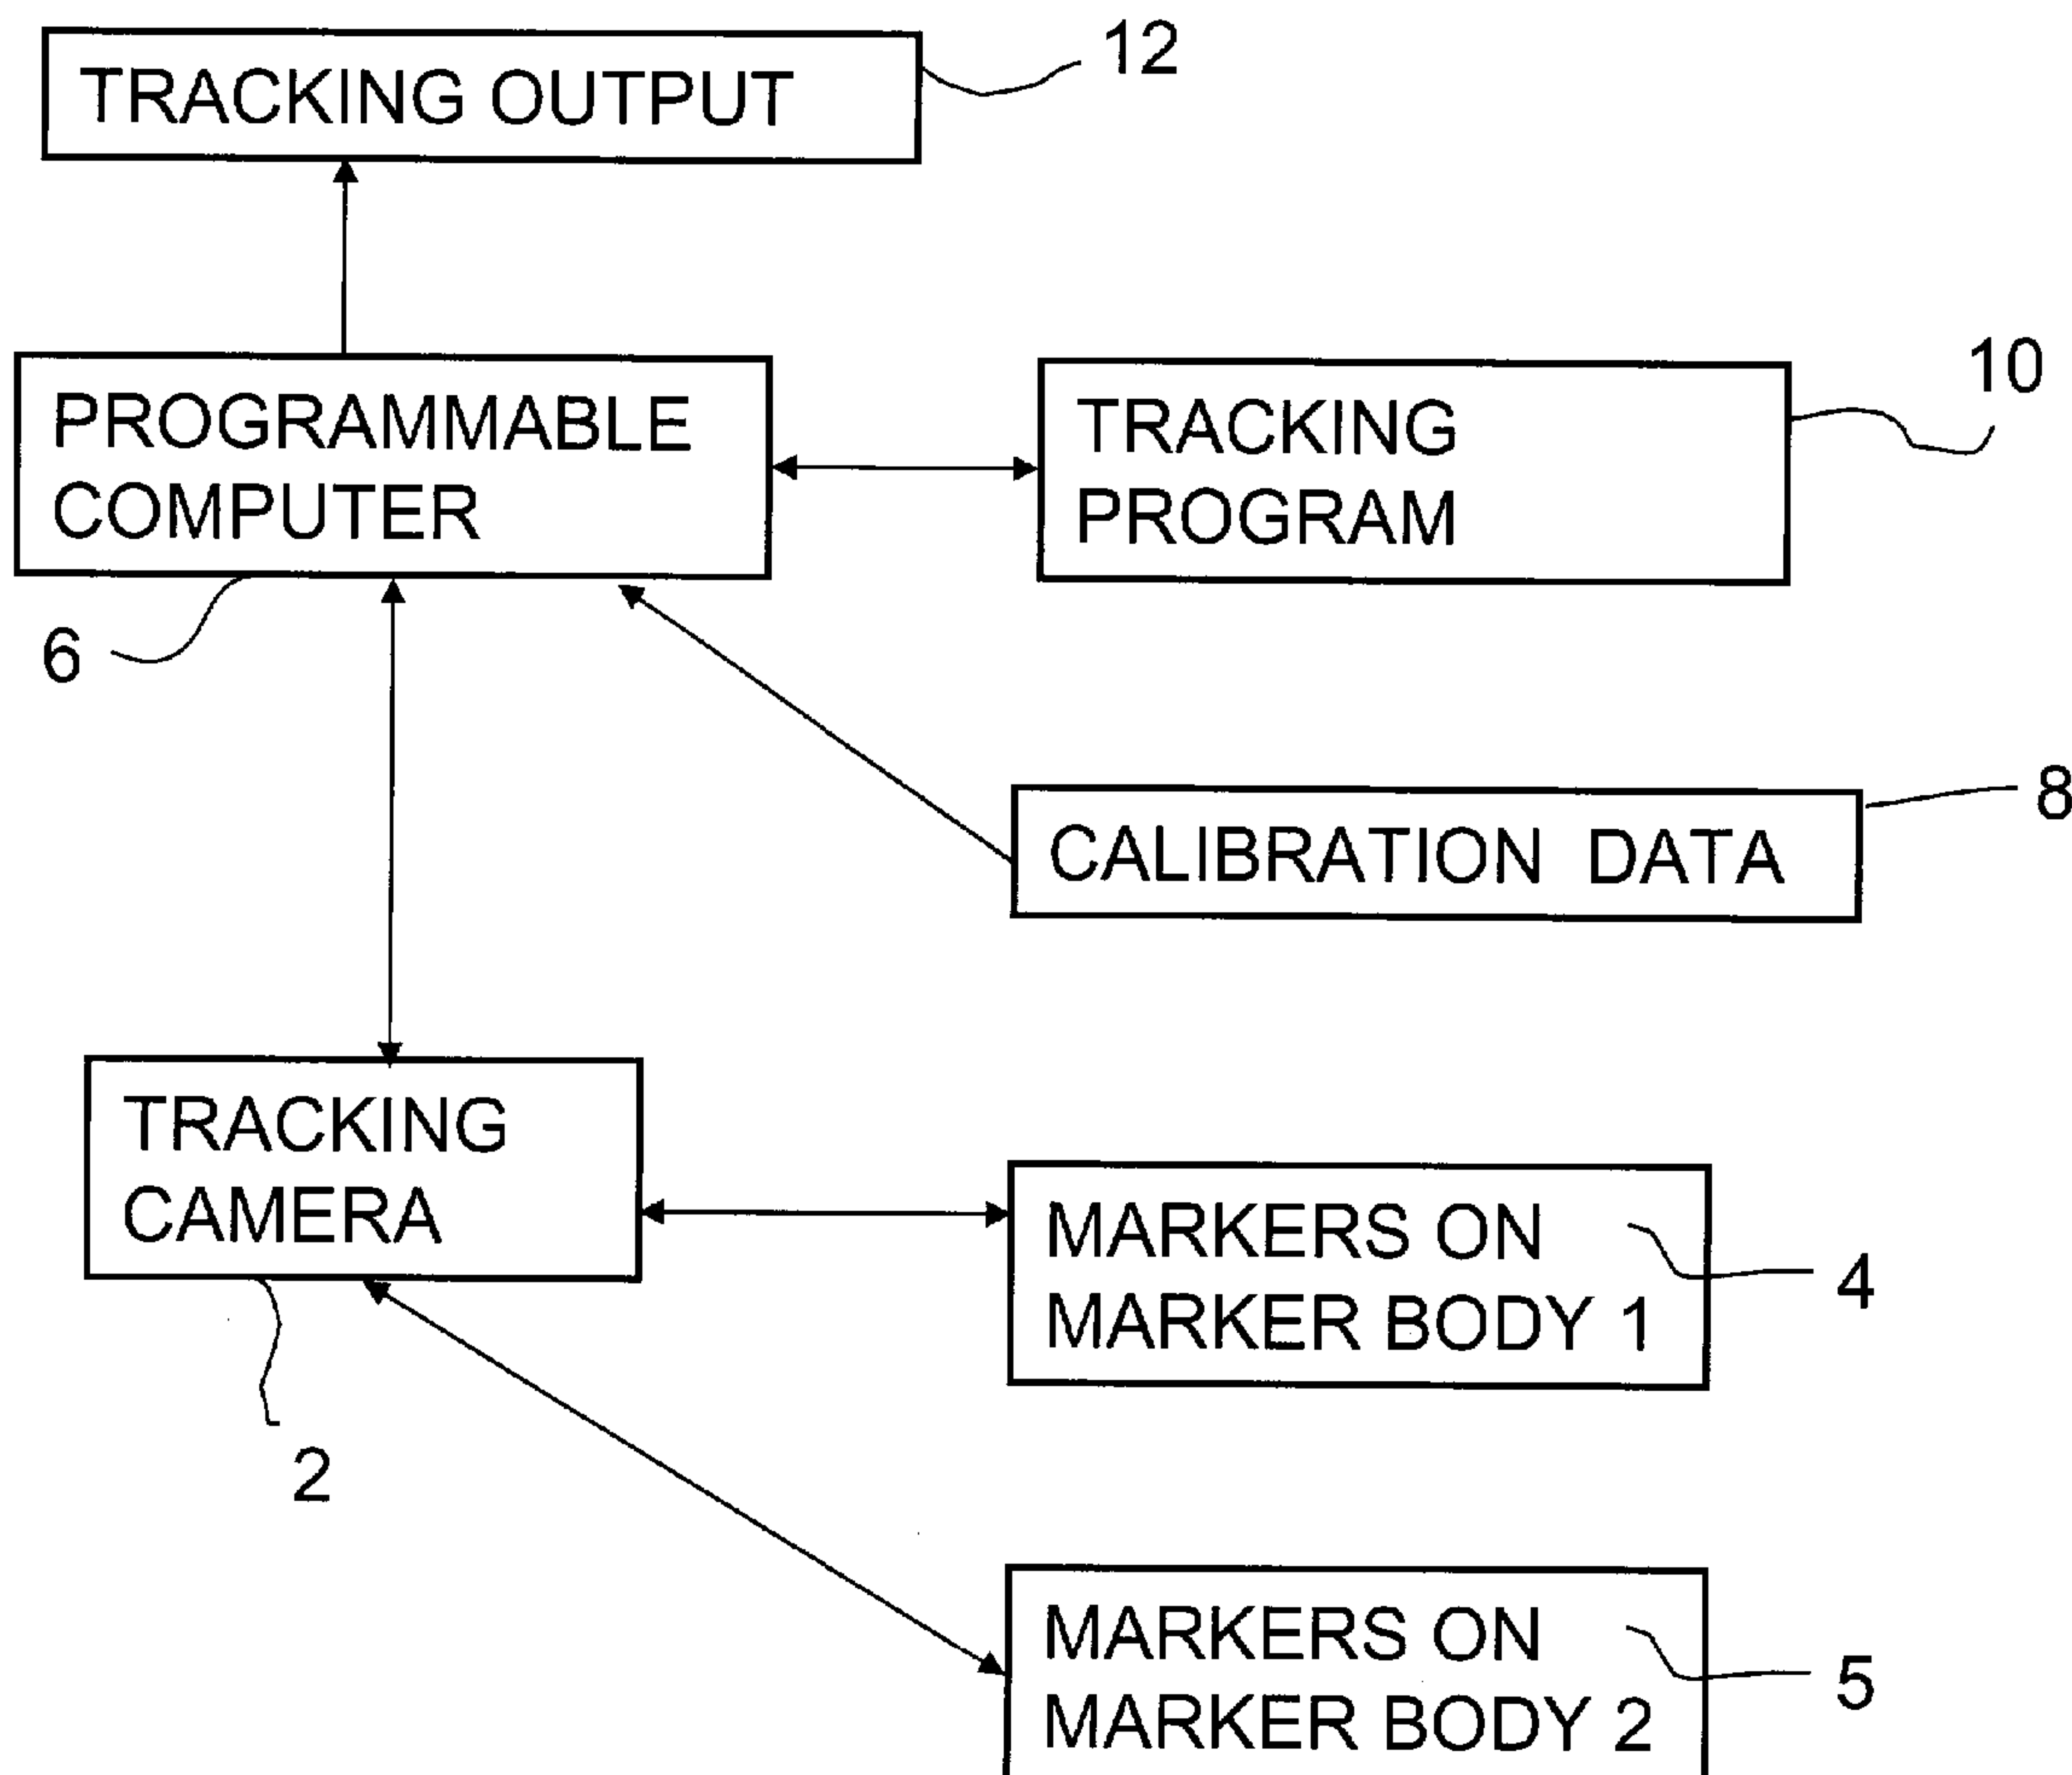 TRACKING OUTPUT
12
PROGRAMMABLE
COMPUTER
6
TRACKING
PROGRAM
10
CALIBRATION DATA
8
TRACKING
CAMERA
2
MARKERS ON
MARKER BODY 1
4
MARKERS ON
MARKER BODY 2
5